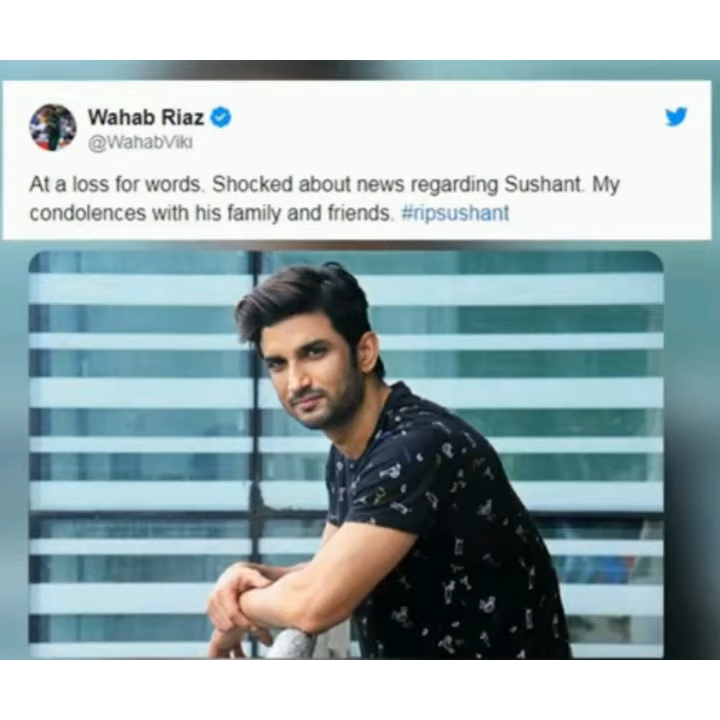 Wahab Riaz
@WahabViki
At a loss for words. Shocked about news regarding Sushant. My
condolences with his family and friends. #ripsushant